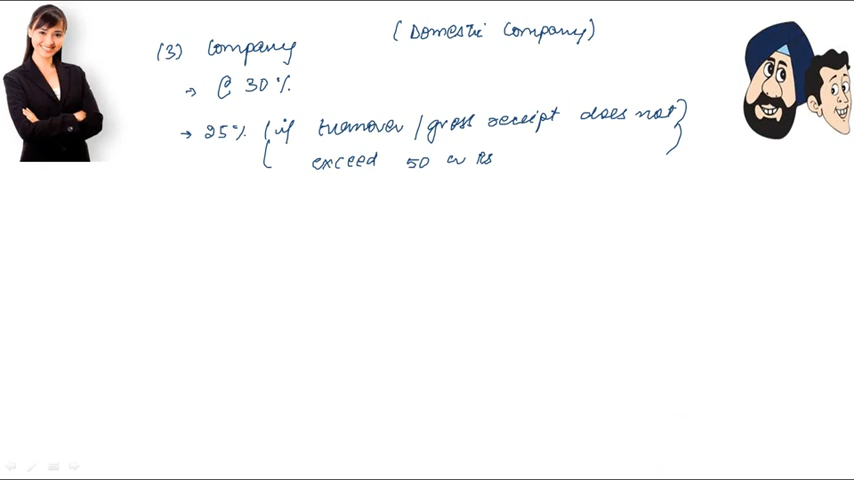 (3) Company (Domestic Company)
→ @ 30%
→ 25% (if turnover / gross receipt does not
exceed 50 cr RS)